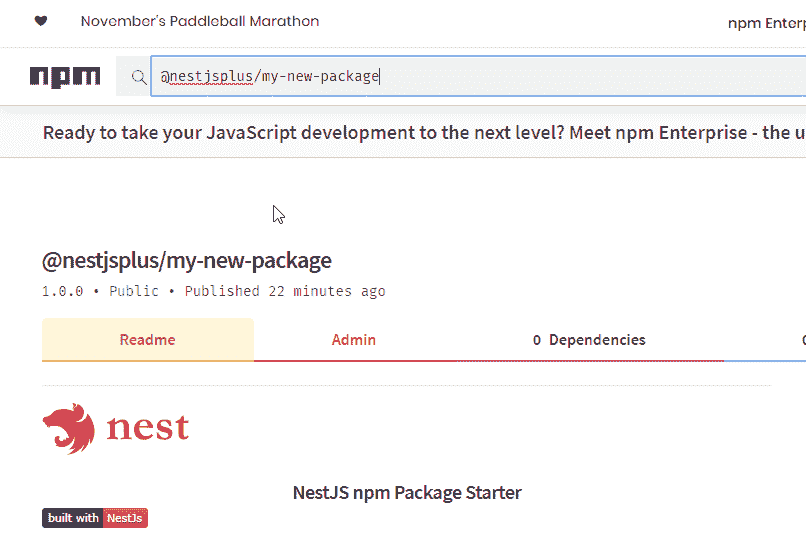 November's Paddleball Marathon
npm Enterp
npm
@nestjsplus/my-new-package
Ready to take your JavaScript development to the next level? Meet npm Enterprise - the u
@nestjsplus/my-new-package
1.0.0 • Public • Published 22 minutes ago
Readme
Admin
0 Dependencies
nest
NestJS npm Package Starter
built with NestJs